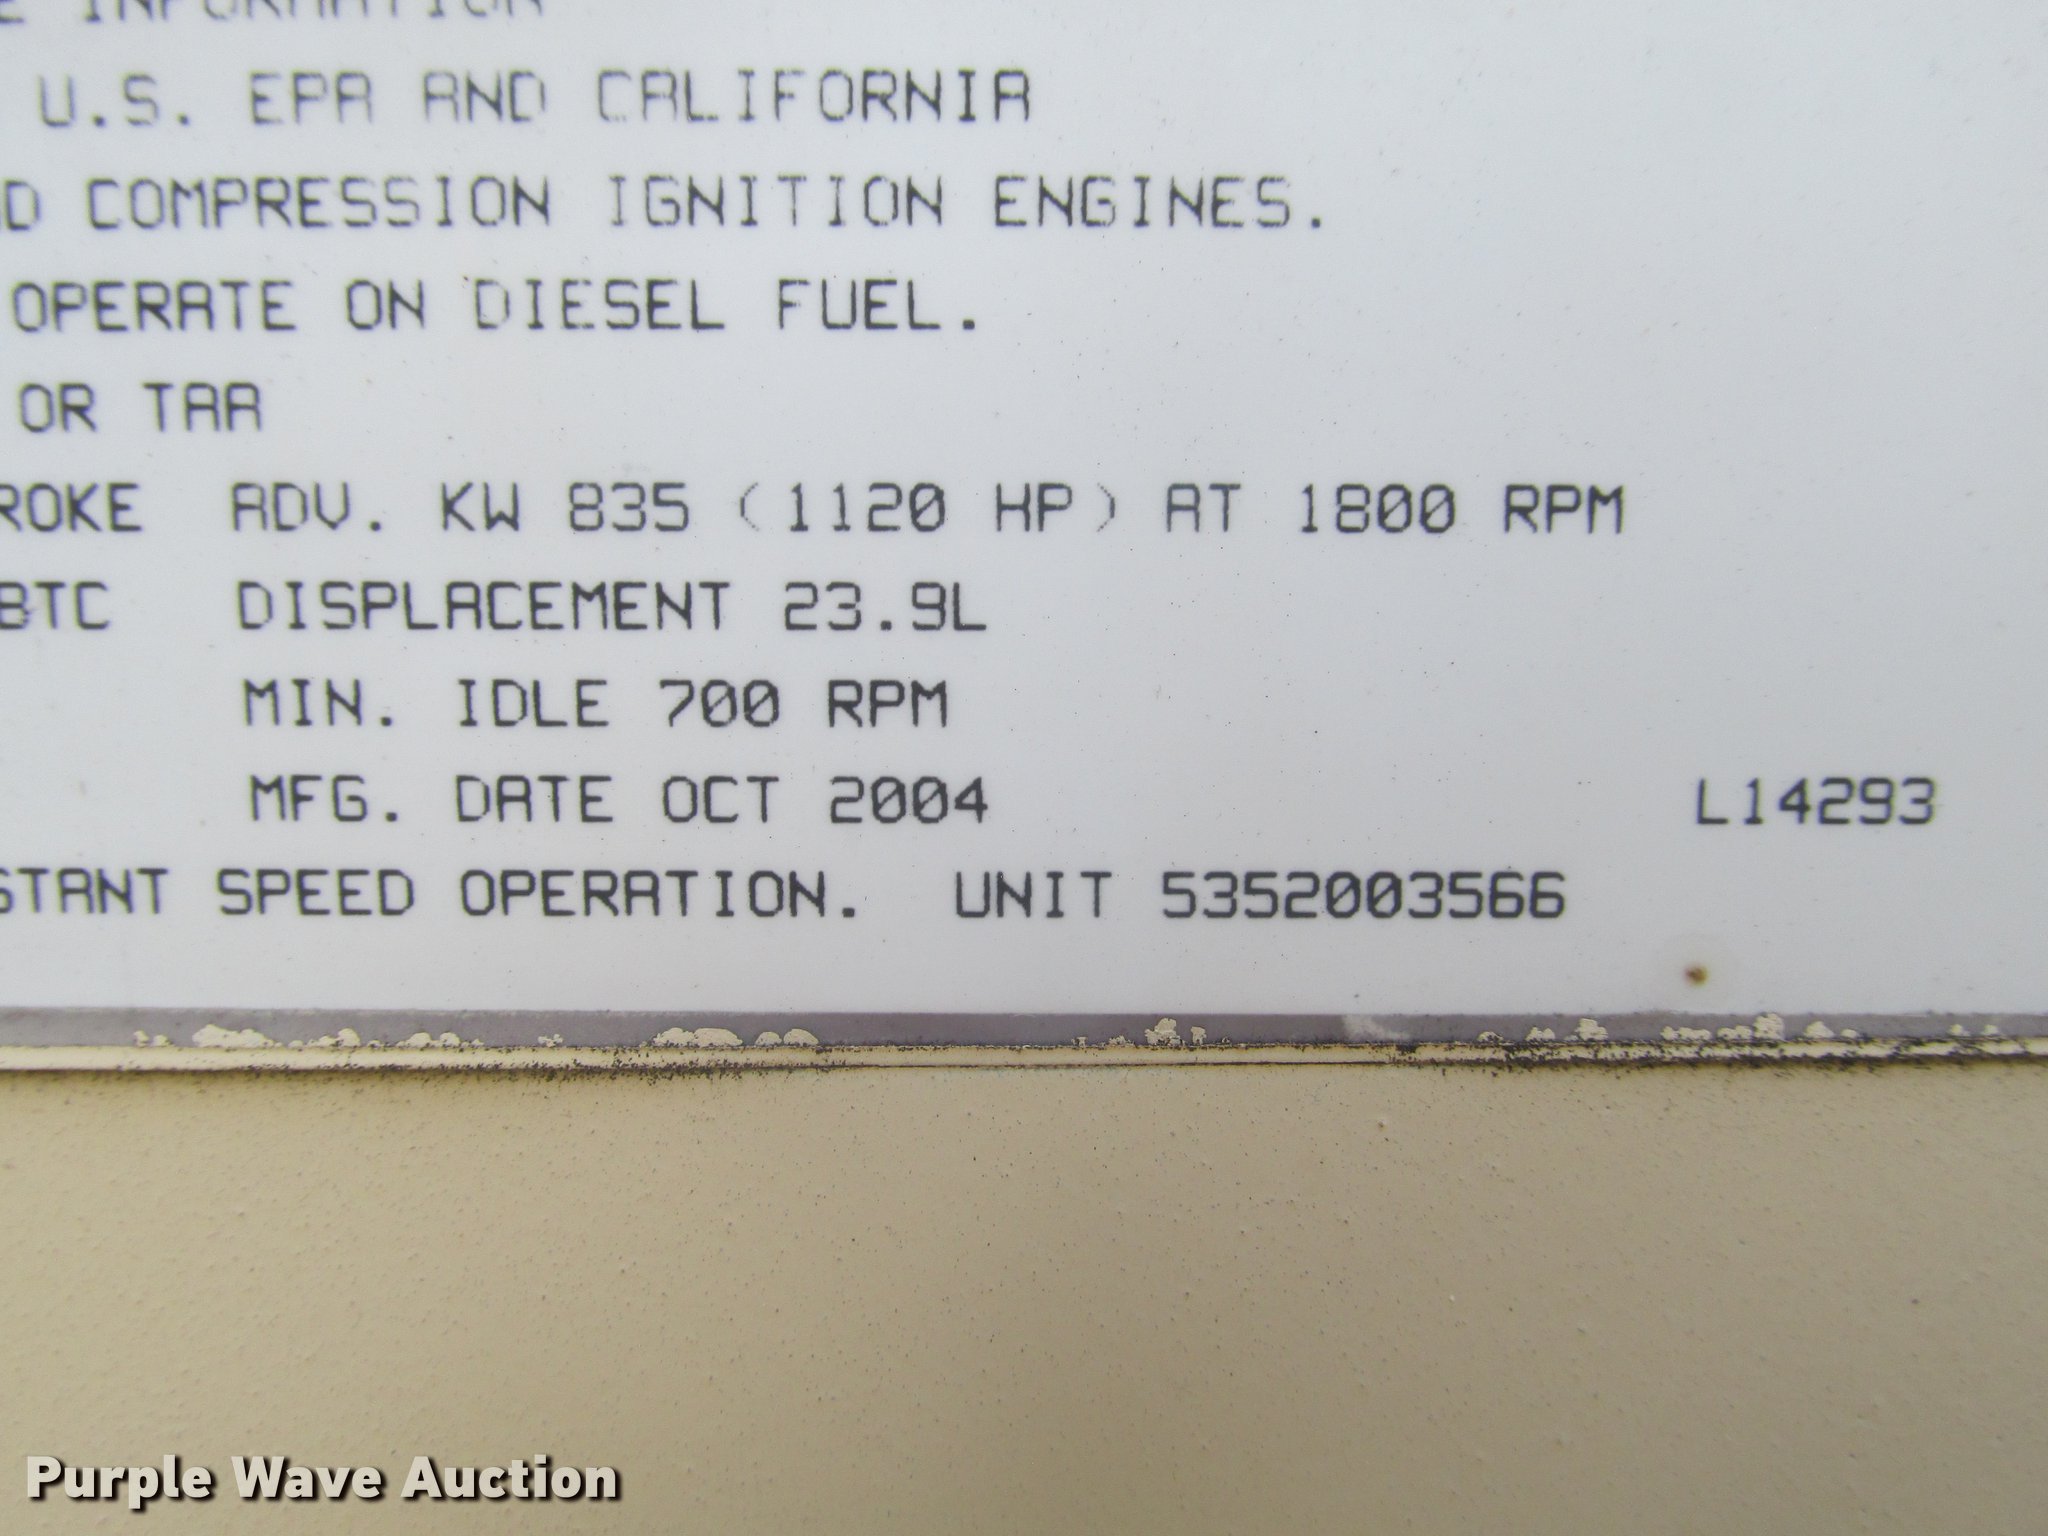 E INFORMATION
U.S. EPA AND CALIFORNIA
COMPRESSION IGNITION ENGINES.
OPERATE ON DIESEL FUEL.
OR TAA
ROKE ADV. KW 835 (1120 HP) AT 1800 RPM
BTC DISPLACEMENT 23.9L
MIN. IDLE 700 RPM
MFG. DATE OCT 2004 L14293
STANT SPEED OPERATION. UNIT 5352003566
Purple Wave Auction